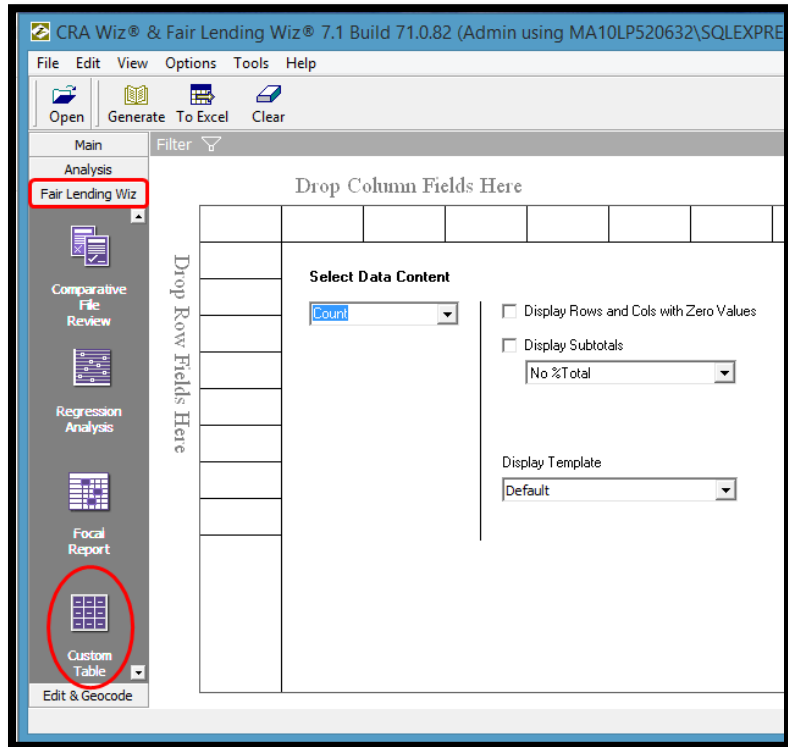 CRA Wiz® & Fair Lending Wiz® 7.1 Build 71.0.82 (Admin using MA10LP520632\SQLEXPRE
File Edit View Options Tools Help
Open Generate To Excel Clear
Main
Analysis
Fair Lending Wiz
Comparative
File
Review
Regression
Analysis
Focal
Report
Custom
Table
Edit & Geocode
Filter
Drop Column Fields Here
Drop Row Fields Here
Select Data Content
Count
Display Rows and Cols with Zero Values
Display Subtotals
No %Total
Display Template
Default